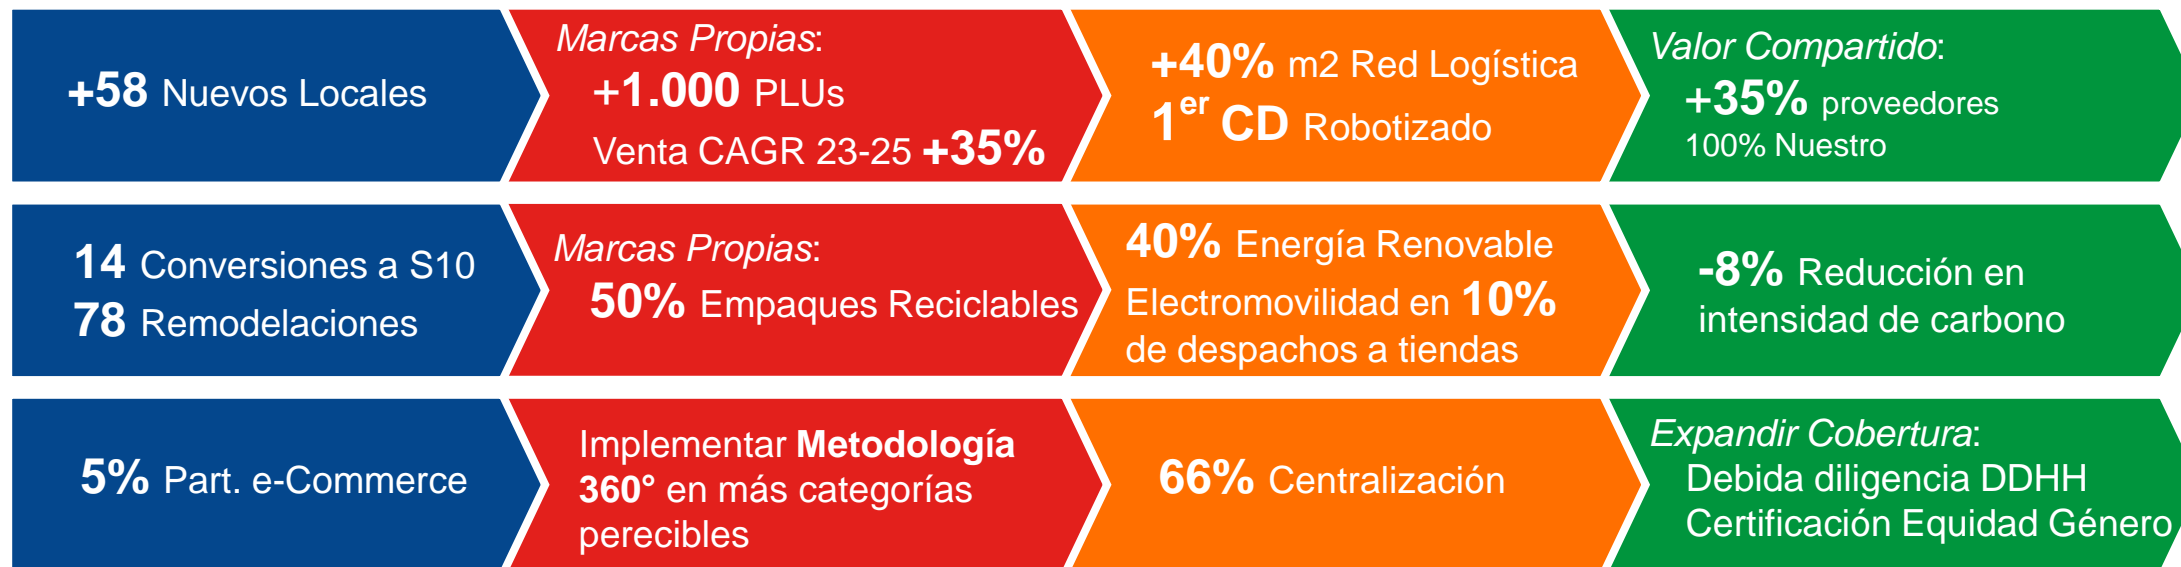 +58 Nuevos Locales
Marcas Propias:
+1.000 PLUs
Venta CAGR 23-25 +35%
+40% m2 Red Logística
1er CD Robotizado
Valor Compartido:
+35% proveedores
100% Nuestro
14 Conversiones a S10
78 Remodelaciones
Marcas Propias:
50% Empaques Reciclables
40% Energía Renovable
Electromovilidad en 10%
de despachos a tiendas
-8% Reducción en
intensidad de carbono
5% Part. e-Commerce
Implementar Metodología
360° en más categorías
perecibles
66% Centralización
Expandir Cobertura:
Debida diligencia DDHH
Certificación Equidad Género